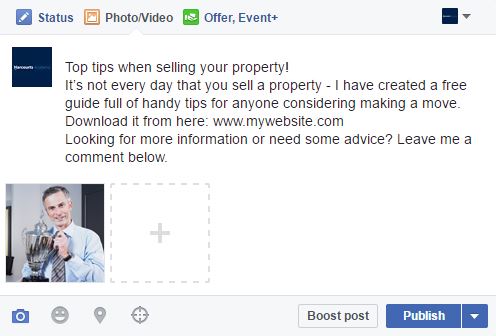 Status Photo/Video Offer, Event+
Harcourts
Top tips when selling your property!
It's not every day that you sell a property - I have created a free
guide full of handy tips for anyone considering making a move.
Download it from here: www.mywebsite.com
Looking for more information or need some advice? Leave me a
comment below.
Boost post Publish